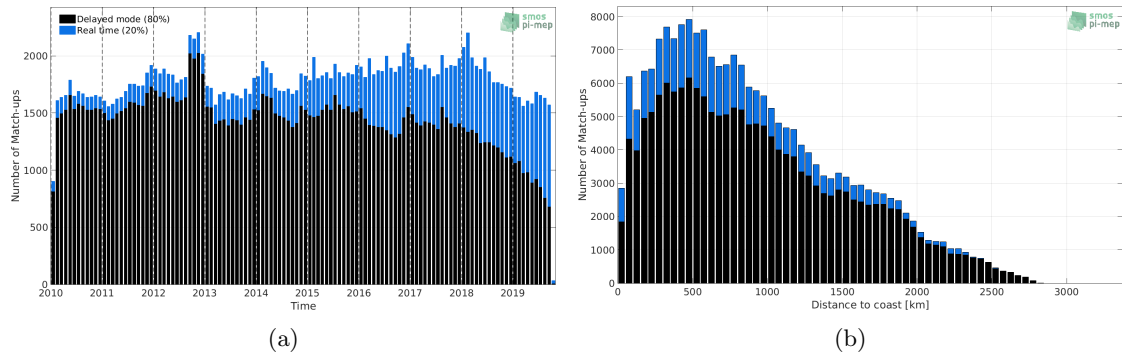 Delayed mode (80%)
Real time (20%)
smos
pi-mep
Number of Match-ups
2000
1500
1000
500
0
2010 2011 2012 2013 2014 2015 2016 2017 2018 2019
Time
(a)
smos
pi-mep
Number of Match-ups
8000
7000
6000
5000
4000
3000
2000
1000
0
0 500 1000 1500 2000 2500 3000
Distance to coast [km]
(b)